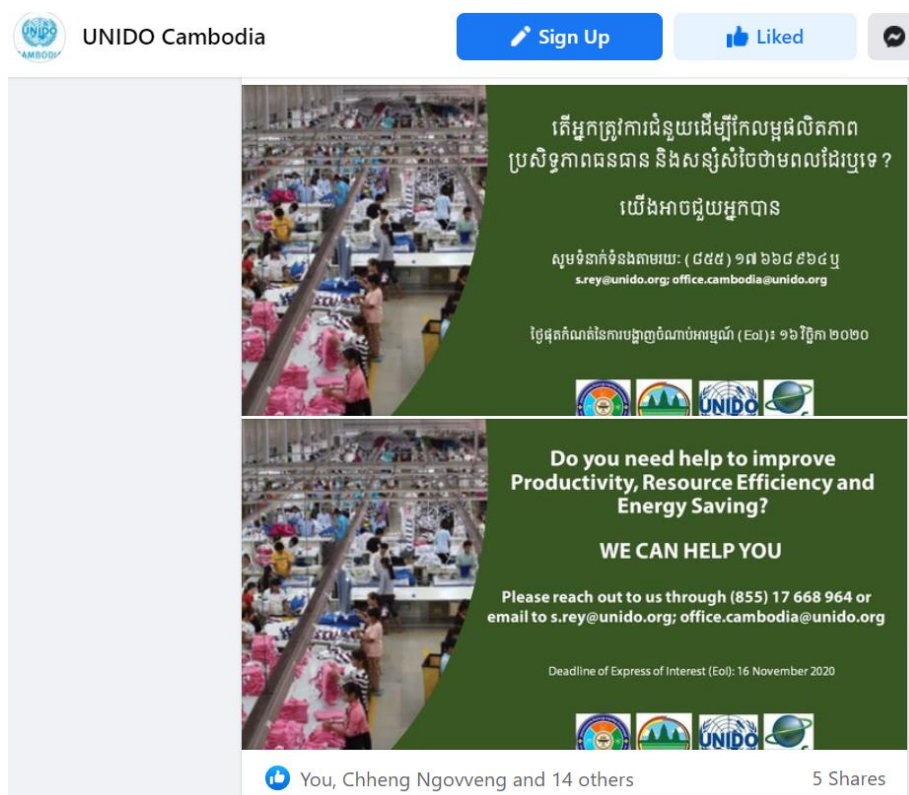 UNIDO
CAMBODIA
UNIDO Cambodia
Sign Up
Liked
តើអ្នកត្រូវការជំនួយដើម្បីកែលម្អផលិតភាព
ប្រសិទ្ធភាពធនធាន និងសន្សំសំចៃថាមពលដែរឬទេ ?
យើងអាចជួយអ្នកបាន
សូមទំនាក់ទំនងតាមរយៈ ( ៨៥៥ ) ១៧ ៦៦៨ ៩៦៤ ឬ
s.rey@unido.org; office.cambodia@unido.org
ថ្ងៃផុតកំណត់នៃការបង្ហាញចំណាប់អារម្មណ៍ ( EoI )៖ ១៦ វិច្ឆិកា ២០២០
UNIDO
Do you need help to improve
Productivity, Resource Efficiency and
Energy Saving?
WE CAN HELP YOU
Please reach out to us through (855) 17 668 964 or
email to s.rey@unido.org; office.cambodia@unido.org
Deadline of Express of Interest (EoI): 16 November 2020
UNIDO
You, Chheng Ngovveng and 14 others
5 Shares